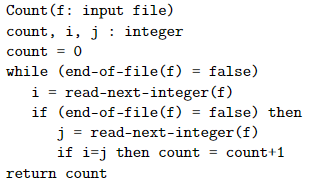 Count(f: input file)
count, i, j : integer
count = 0
while (end-of-file(f) = false)
   i = read-next-integer(f)
   if (end-of-file(f) = false) then
      j = read-next-integer(f)
      if i=j then count = count+1
return count